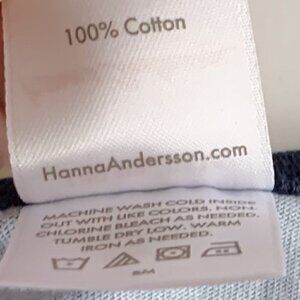 100% Cotton
HannaAndersson.com
MACHINE WASH COLD INSIDE
OUT WITH LIKE COLORS, NON-
CHLORINE BLEACH AS NEEDED.
TUMBLE DRY LOW. WARM
IRON AS NEEDED.